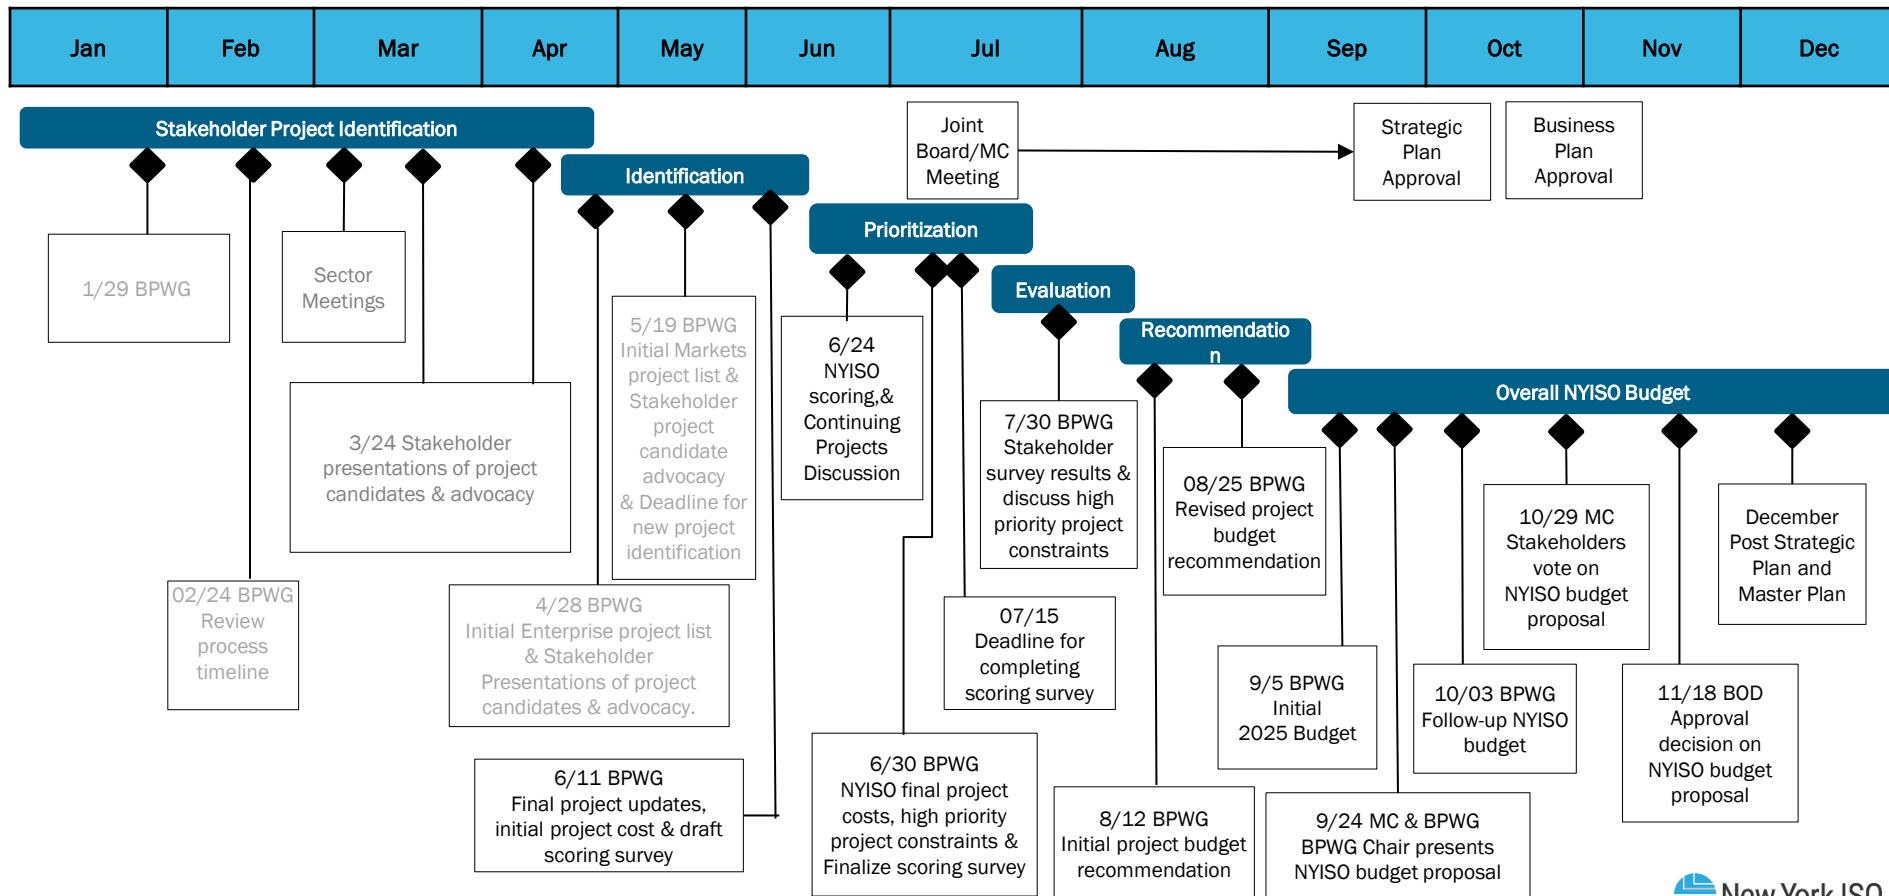 Jan
Feb
Mar
Apr
May
Jun
Jul
Aug
Sep
Oct
Nov
Dec
Stakeholder Project Identification
Identification
Prioritization
Evaluation
Recommendatio
n
Overall NYISO Budget
Joint
Board/MC
Meeting
Strategic
Plan
Approval
Business
Plan
Approval
1/29 BPWG
Sector
Meetings
3/24 Stakeholder
presentations of project
candidates & advocacy
02/24 BPWG
Review
process
timeline
4/28 BPWG
Initial Enterprise project list
& Stakeholder
Presentations of project
candidates & advocacy.
5/19 BPWG
Initial Markets
project list &
Stakeholder
project
candidate
advocacy
& Deadline for
new project
identification
6/11 BPWG
Final project updates,
initial project cost & draft
scoring survey
6/24
NYISO
scoring,&
Continuing
Projects
Discussion
6/30 BPWG
NYISO final project
costs, high priority
project constraints &
Finalize scoring survey
07/15
Deadline for
completing
scoring survey
7/30 BPWG
Stakeholder
survey results &
discuss high
priority project
constraints
8/12 BPWG
Initial project budget
recommendation
08/25 BPWG
Revised project
budget
recommendation
9/5 BPWG
Initial
2025 Budget
9/24 MC & BPWG
BPWG Chair presents
NYISO budget proposal
10/03 BPWG
Follow-up NYISO
budget
10/29 MC
Stakeholders
vote on
NYISO budget
proposal
11/18 BOD
Approval
decision on
NYISO budget
proposal
December
Post Strategic
Plan and
Master Plan
New York ISO